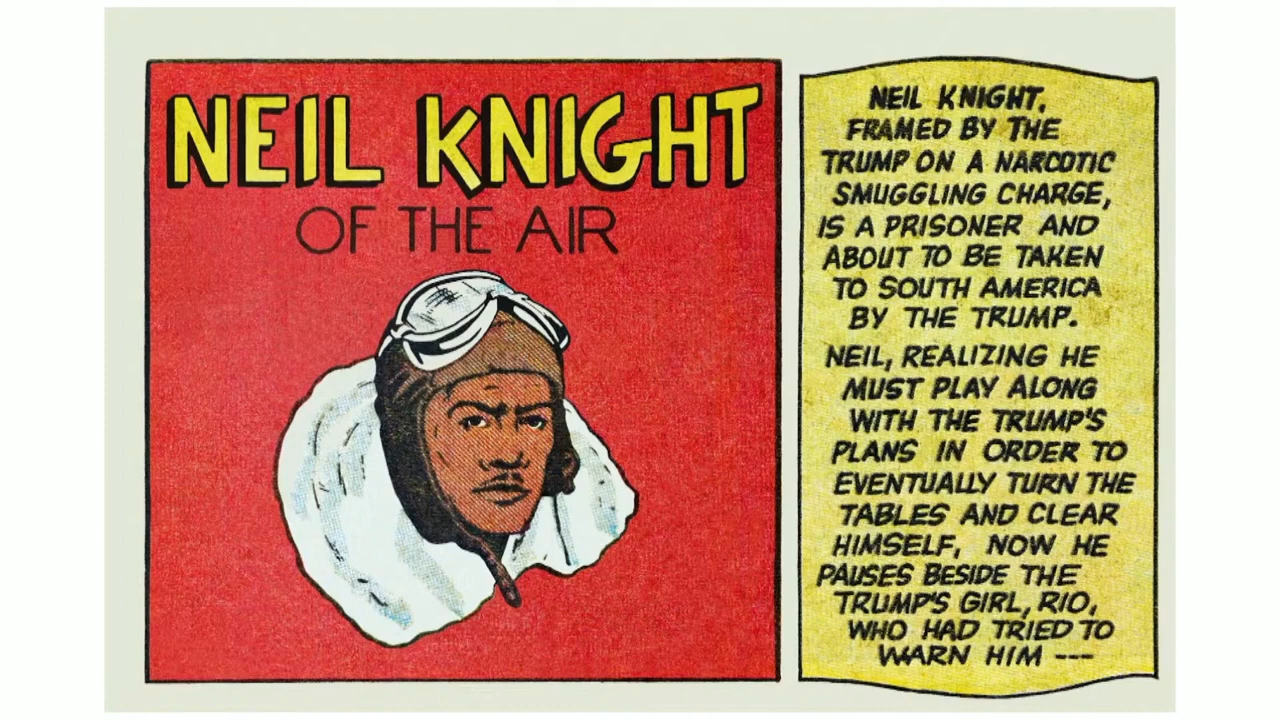 NEIL KNIGHT
OF THE AIR
NEIL KNIGHT,
FRAMED BY THE
TRUMP ON A NARCOTIC
SMUGGLING CHARGE,
IS A PRISONER AND
ABOUT TO BE TAKEN
TO SOUTH AMERICA
BY THE TRUMP.
NEIL, REALIZING HE
MUST PLAY ALONG
WITH THE TRUMP'S
PLANS IN ORDER TO
EVENTUALLY TURN THE
TABLES AND CLEAR
HIMSELF, NOW HE
PAUSES BESIDE THE
TRUMP'S GIRL, RIO,
WHO HAD TRIED TO
WARN HIM ---